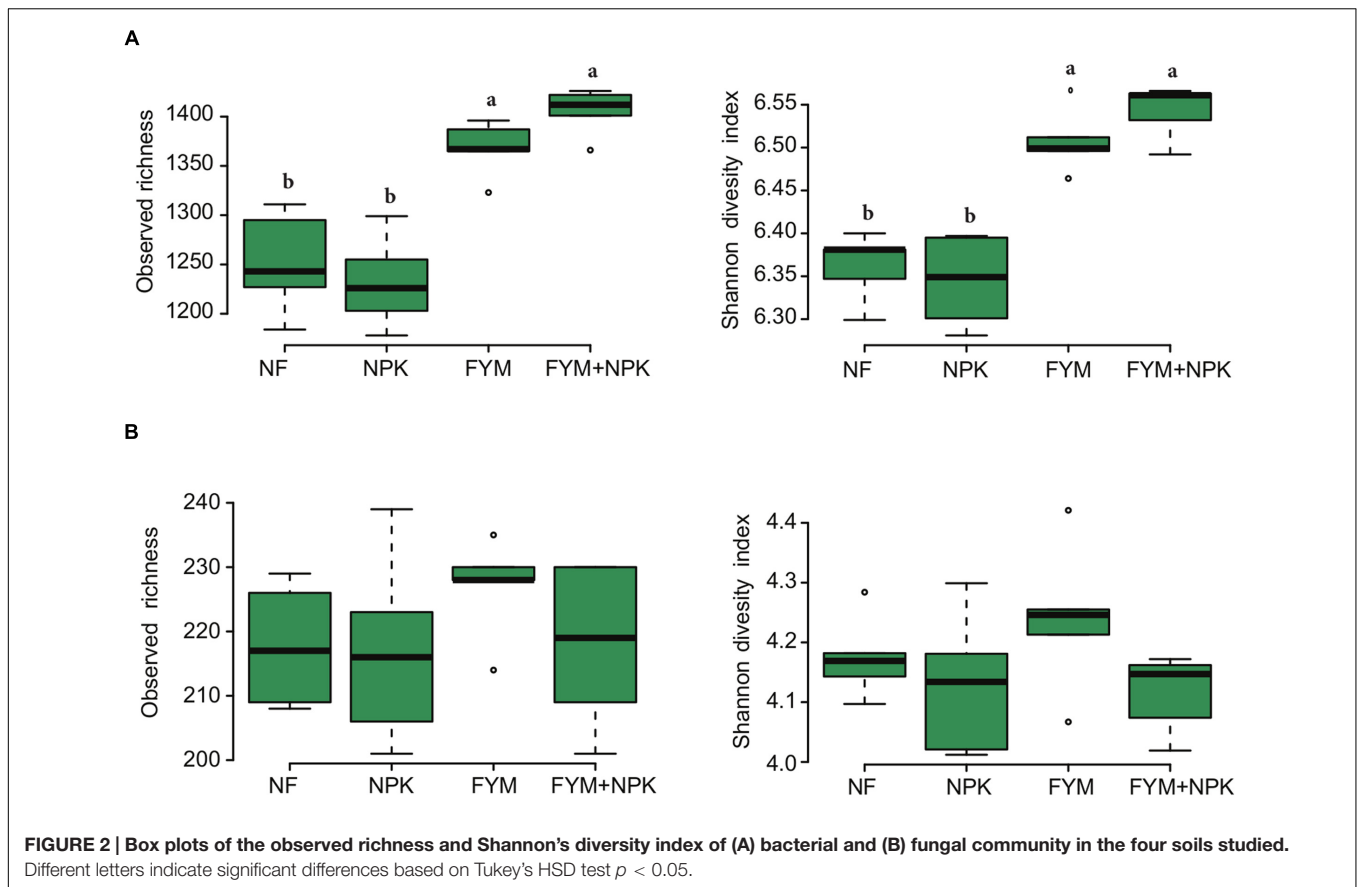 A
Observed richness
1400
1350
1300
1250
1200
b
b
a
a
NF
NPK
FYM
FYM+NPK
Shannon divesity index
6.55
6.50
6.45
6.40
6.35
6.30
b
b
a
a
NF
NPK
FYM
FYM+NPK
B
Observed richness
240
230
220
210
200
NF
NPK
FYM
FYM+NPK
Shannon divesity index
4.4
4.3
4.2
4.1
4.0
NF
NPK
FYM
FYM+NPK
FIGURE 2 | Box plots of the observed richness and Shannon's diversity index of (A) bacterial and (B) fungal community in the four soils studied.
Different letters indicate significant differences based on Tukey's HSD test p < 0.05.